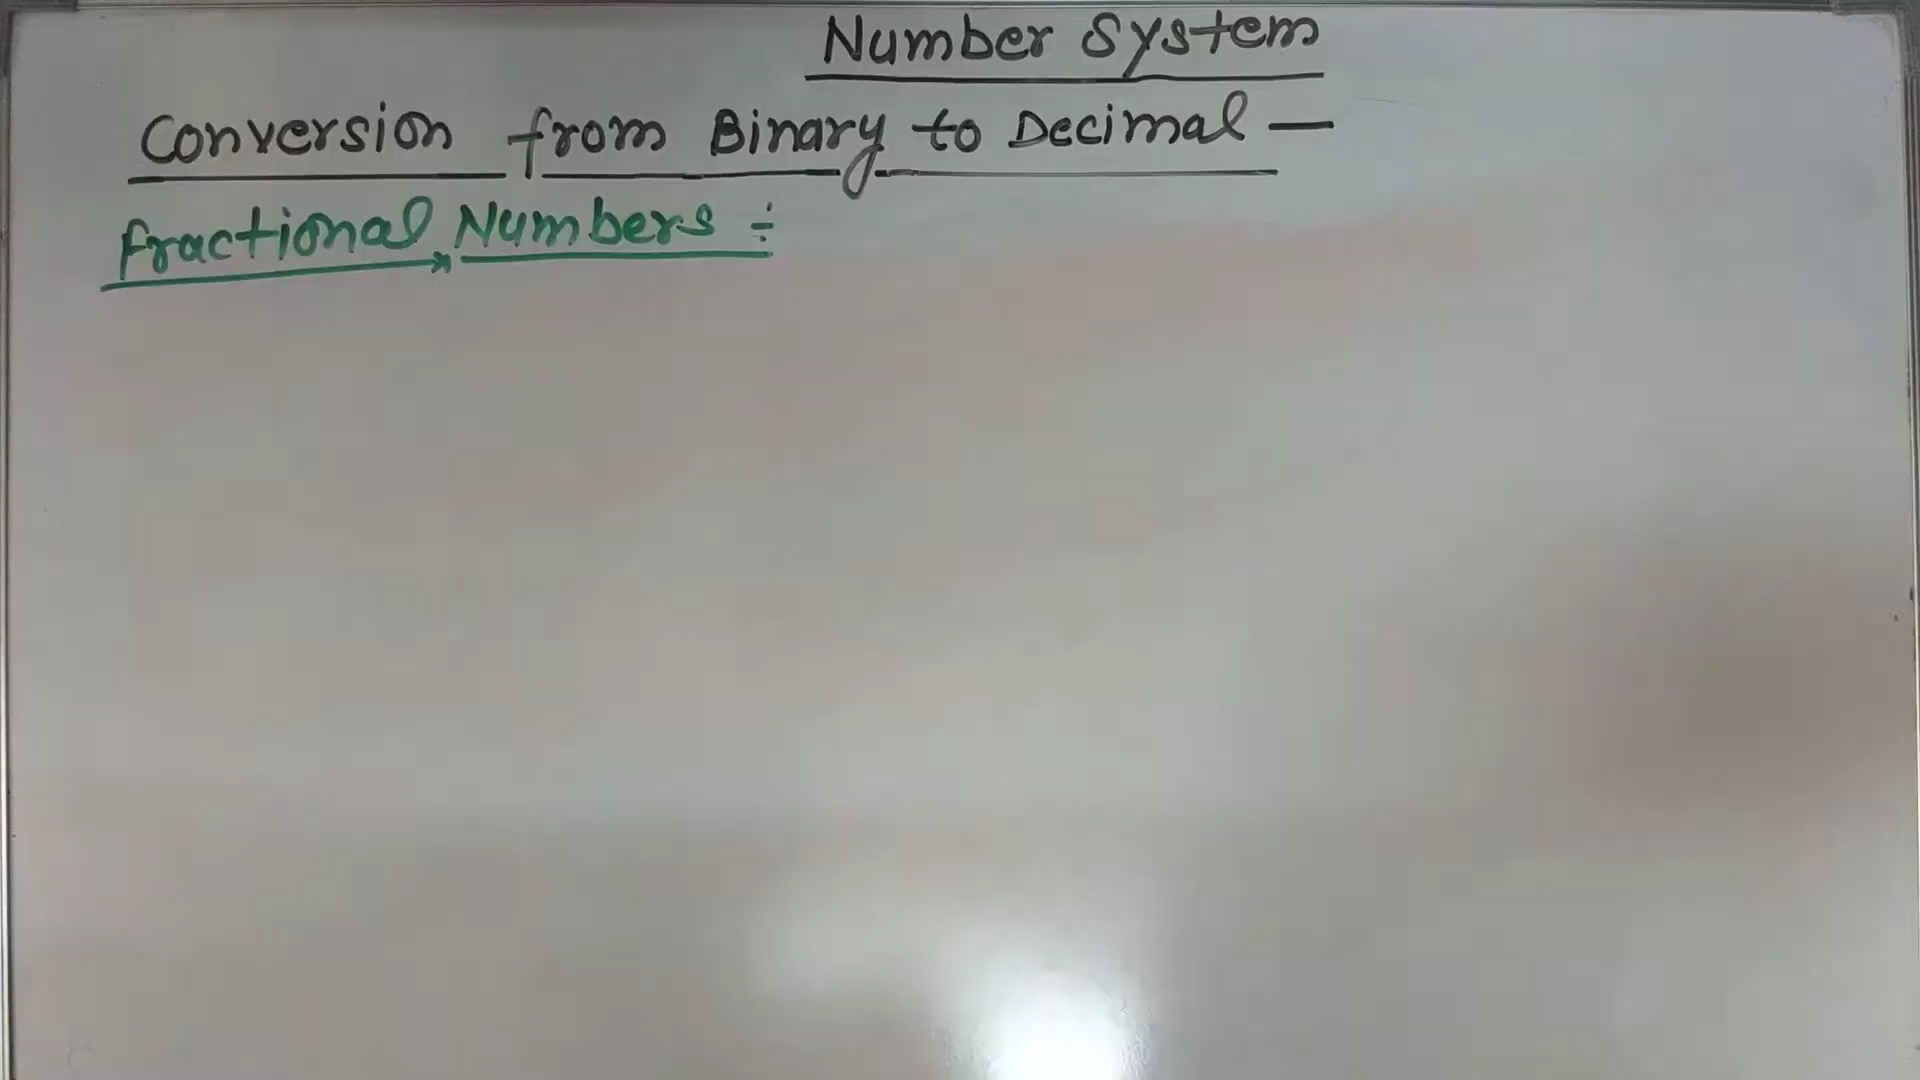 Number System
Conversion from Binary to Decimal —
Fractional Numbers ÷